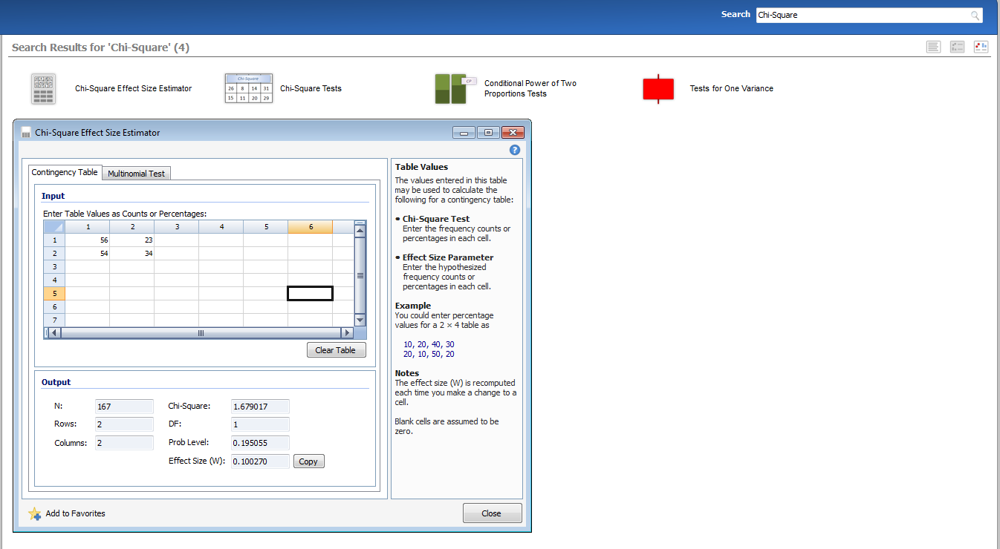 Search Chi-Square
Search Results for 'Chi-Square' (4)
Chi-Square Effect Size Estimator
Chi-Square
26 8 14 31
15 11 20 29
Chi-Square Tests
CP
Conditional Power of Two
Proportions Tests
Tests for One Variance
Chi-Square Effect Size Estimator
?
Contingency Table
Multinomial Test
Input
Enter Table Values as Counts or Percentages:
1 2 3 4 5 6
1 56 23
2 54 34
3
4
5
6
7
Clear Table
Output
N: 167
Chi-Square: 1.679017
Rows: 2
DF: 1
Columns: 2
Prob Level: 0.195055
Effect Size (W): 0.100270 Copy
Table Values
The values entered in this table
may be used to calculate the
following for a contingency table:
• Chi-Square Test
Enter the frequency counts or
percentages in each cell.
• Effect Size Parameter
Enter the hypothesized
frequency counts or
percentages in each cell.
Example
You could enter percentage
values for a 2 × 4 table as
10, 20, 40, 30
20, 10, 50, 20
Notes
The effect size (W) is recomputed
each time you make a change to a
cell.
Blank cells are assumed to be
zero.
Add to Favorites
Close